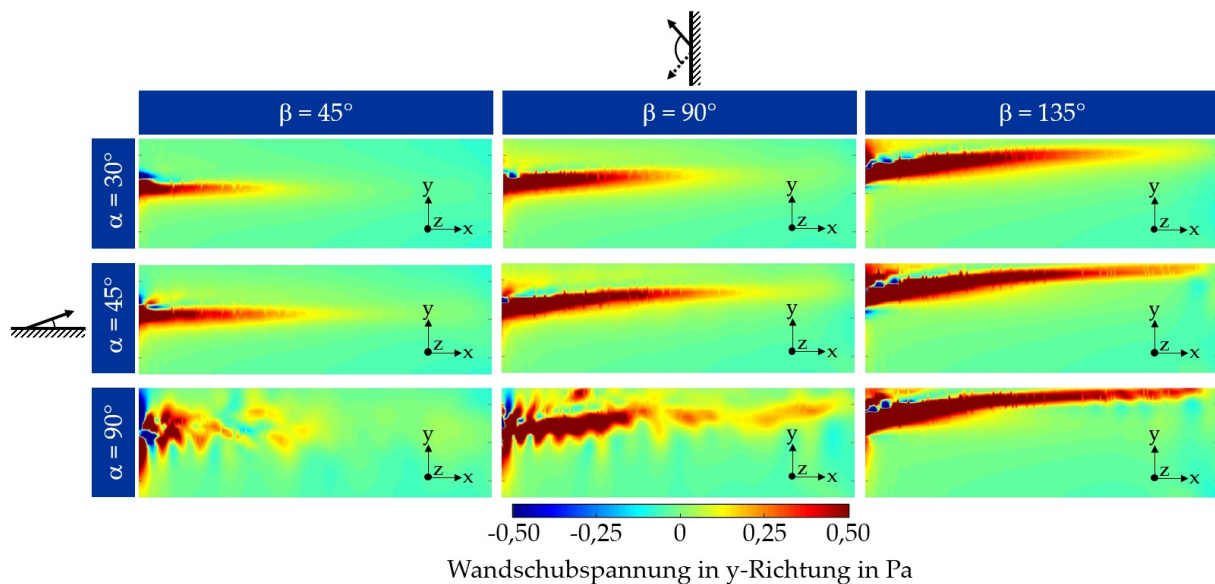 β = 45°
β = 90°
β = 135°
α = 30°
y
z
x
y
z
x
y
z
x
α = 45°
y
z
x
y
z
x
y
z
x
α = 90°
y
z
x
y
z
x
y
z
x
-0,50 -0,25 0 0,25 0,50
Wandschubspannung in y-Richtung in Pa